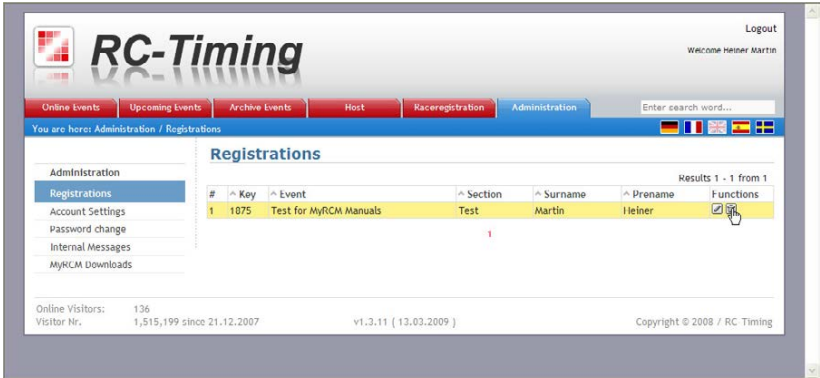 Logout
RC-Timing
Welcome Heiner Martin
Online Events Upcoming Events Archive Events Host Raceregistration Administration Enter search word...
You are here: Administration / Registrations
Registrations
Results 1 - 1 from 1
Administration
Registrations
Account Settings
Password change
Internal Messages
MyRCM Downloads
# Key Event Section Surname Prename Functions
1 1875 Test for MyRCM Manuals Test Martin Heiner
1
Online Visitors: 136
Visitor Nr. 1,515,199 since 21.12.2007 v1.3.11 ( 13.03.2009 ) Copyright © 2008 / RC Timing